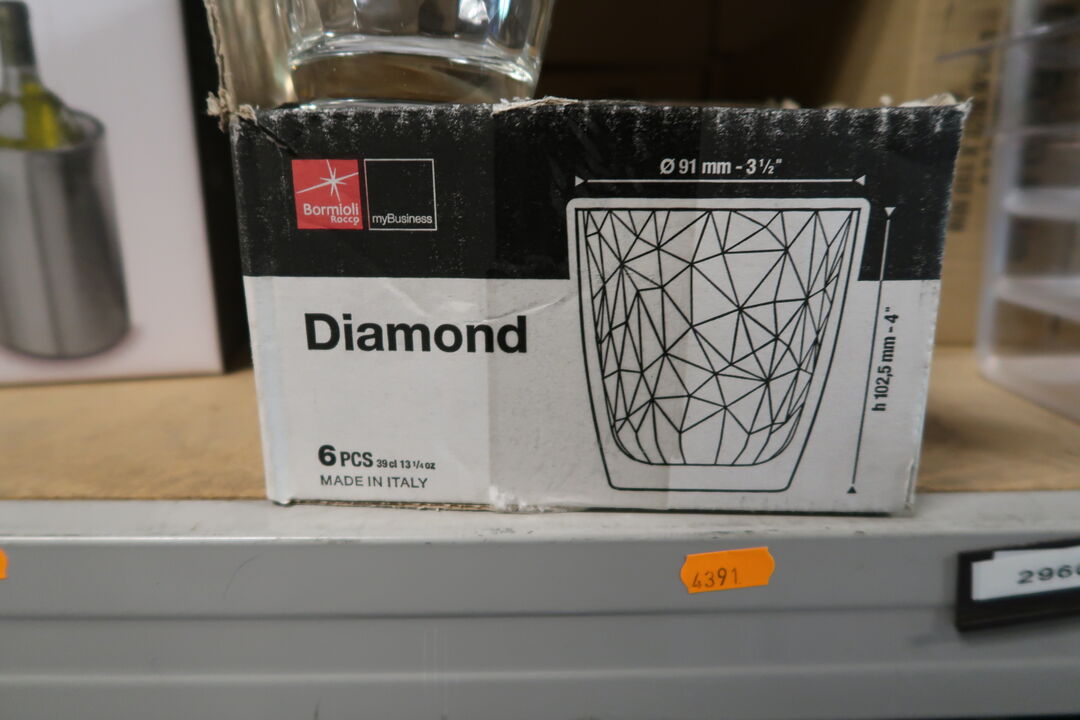 Bormioli
Rocco
myBusiness
Ø 91 mm - 3 ½"
h 102,5 mm - 4"
Diamond
6 PCS 39 cl 13 ¼ oz
MADE IN ITALY
4391